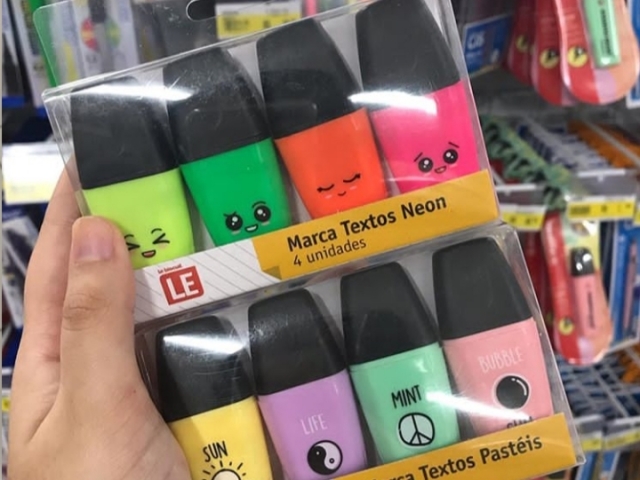 Marca Textos Neon
4 unidades
LE
SUN
LIFE
MINT
BUBBLE
Textos Pastéis